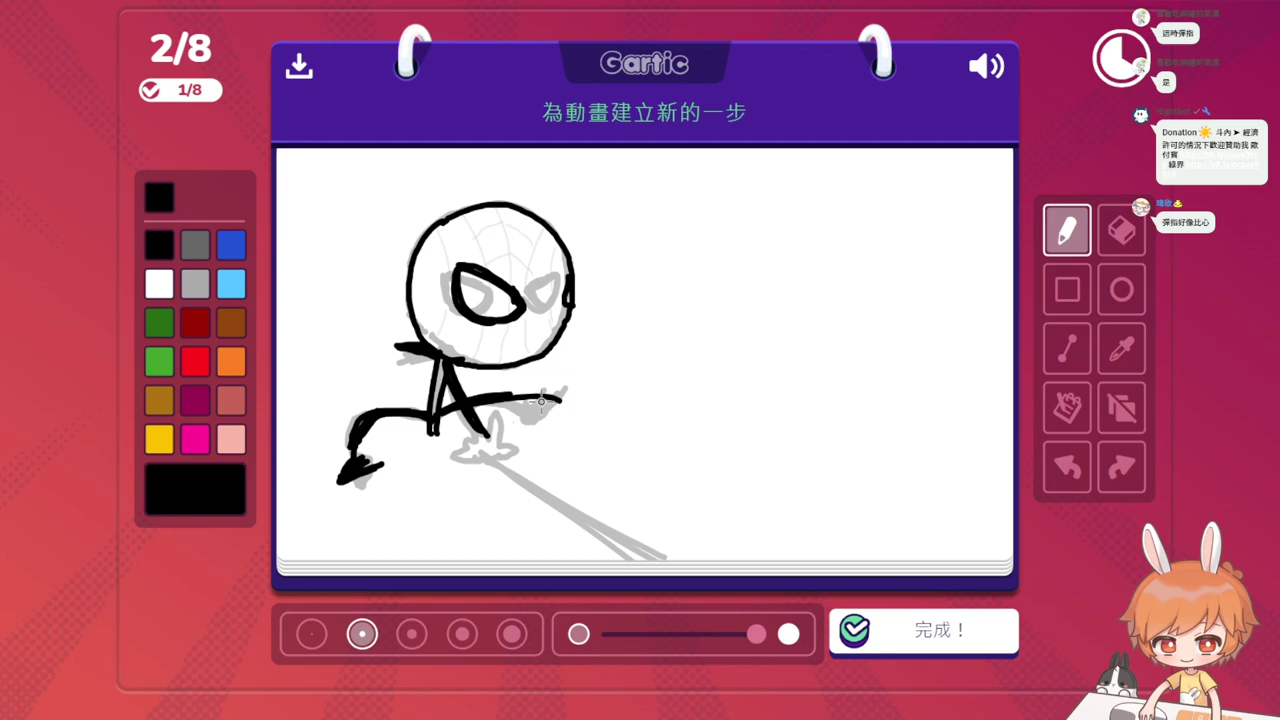 2/8
1/8
Gartic
為動畫建立新的一步
完成！
這時彈指
是
Donation ☀️ 斗內 ➤ 經濟
許可的情況下歡迎贊助我 歐
付寶
綠界
彈指好像比心